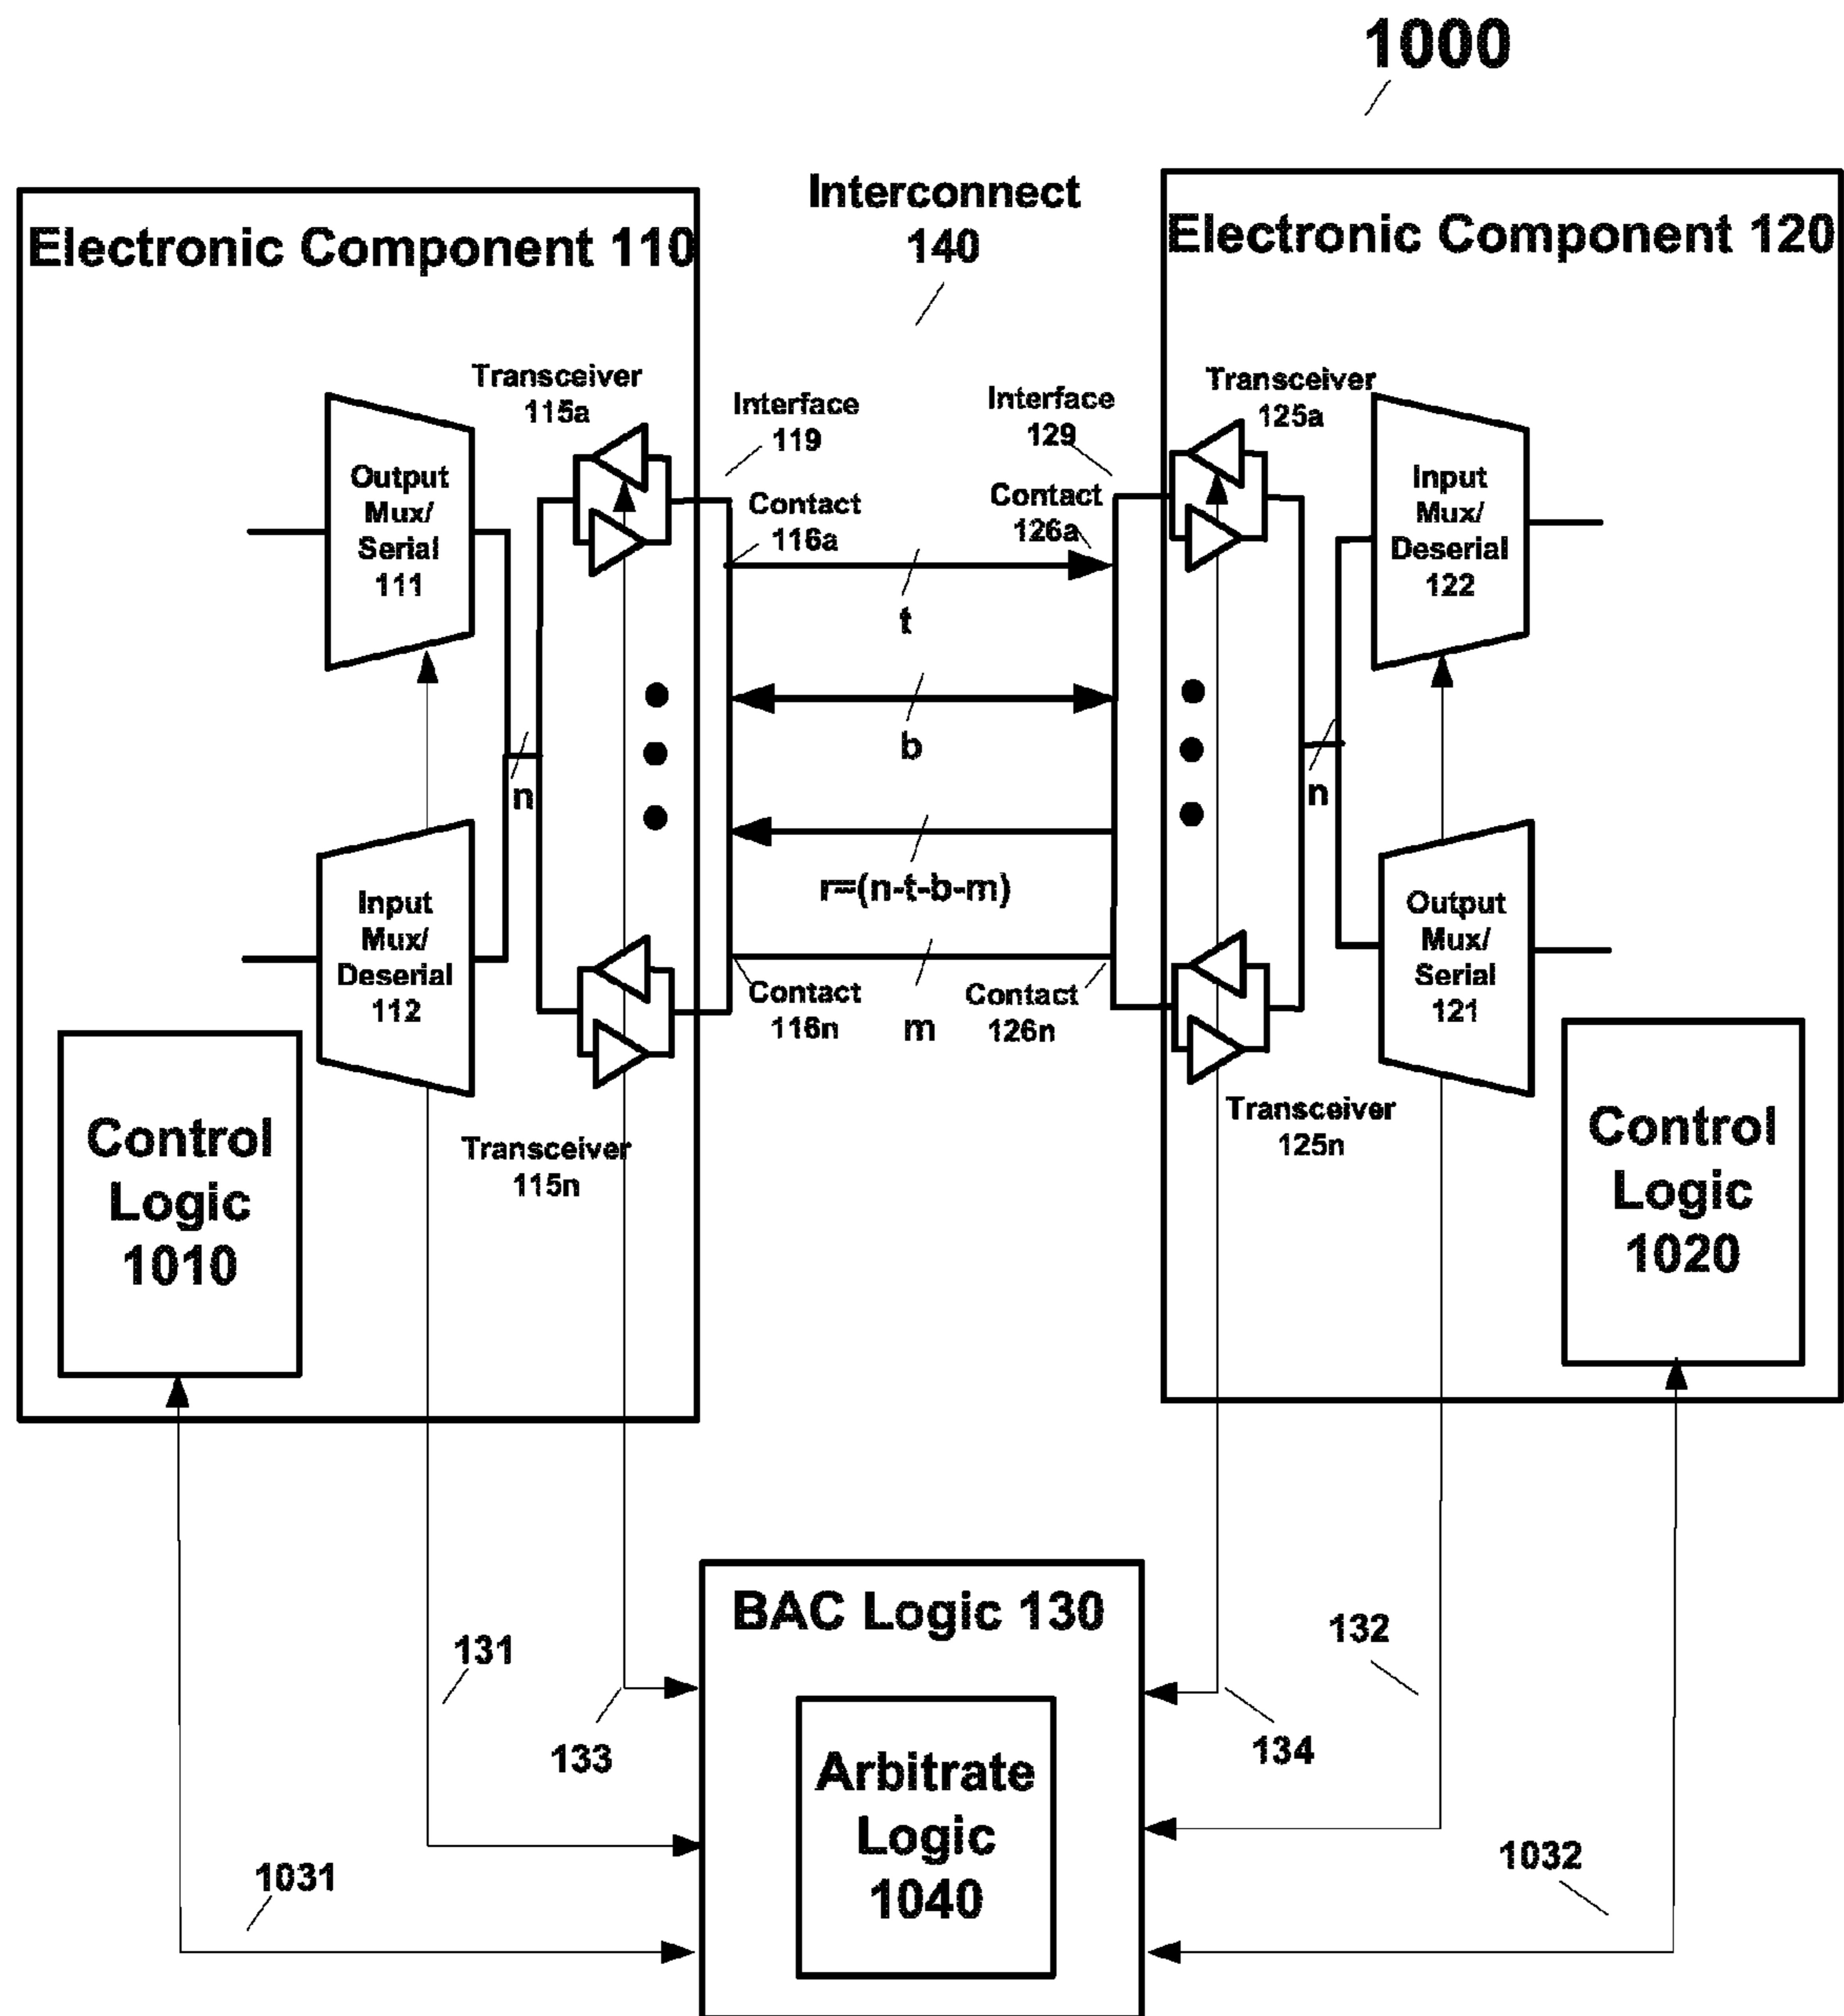 1000
Interconnect
140
Electronic Component 110
Electronic Component 120
Transceiver
115a
Interface
119
Interface
129
Transceiver
125a
Output
Mux/
Serial
111
Contact
116a
Contact
126a
Input
Mux/
Deserial
122
t
b
n
n
r=(n-t-b-m)
Input
Mux/
Deserial
112
Output
Mux/
Serial
121
Contact
116n
m
Contact
126n
Control
Logic
1010
Transceiver
115n
Transceiver
125n
Control
Logic
1020
BAC Logic 130
131
133
132
134
Arbitrate
Logic
1040
1031
1032